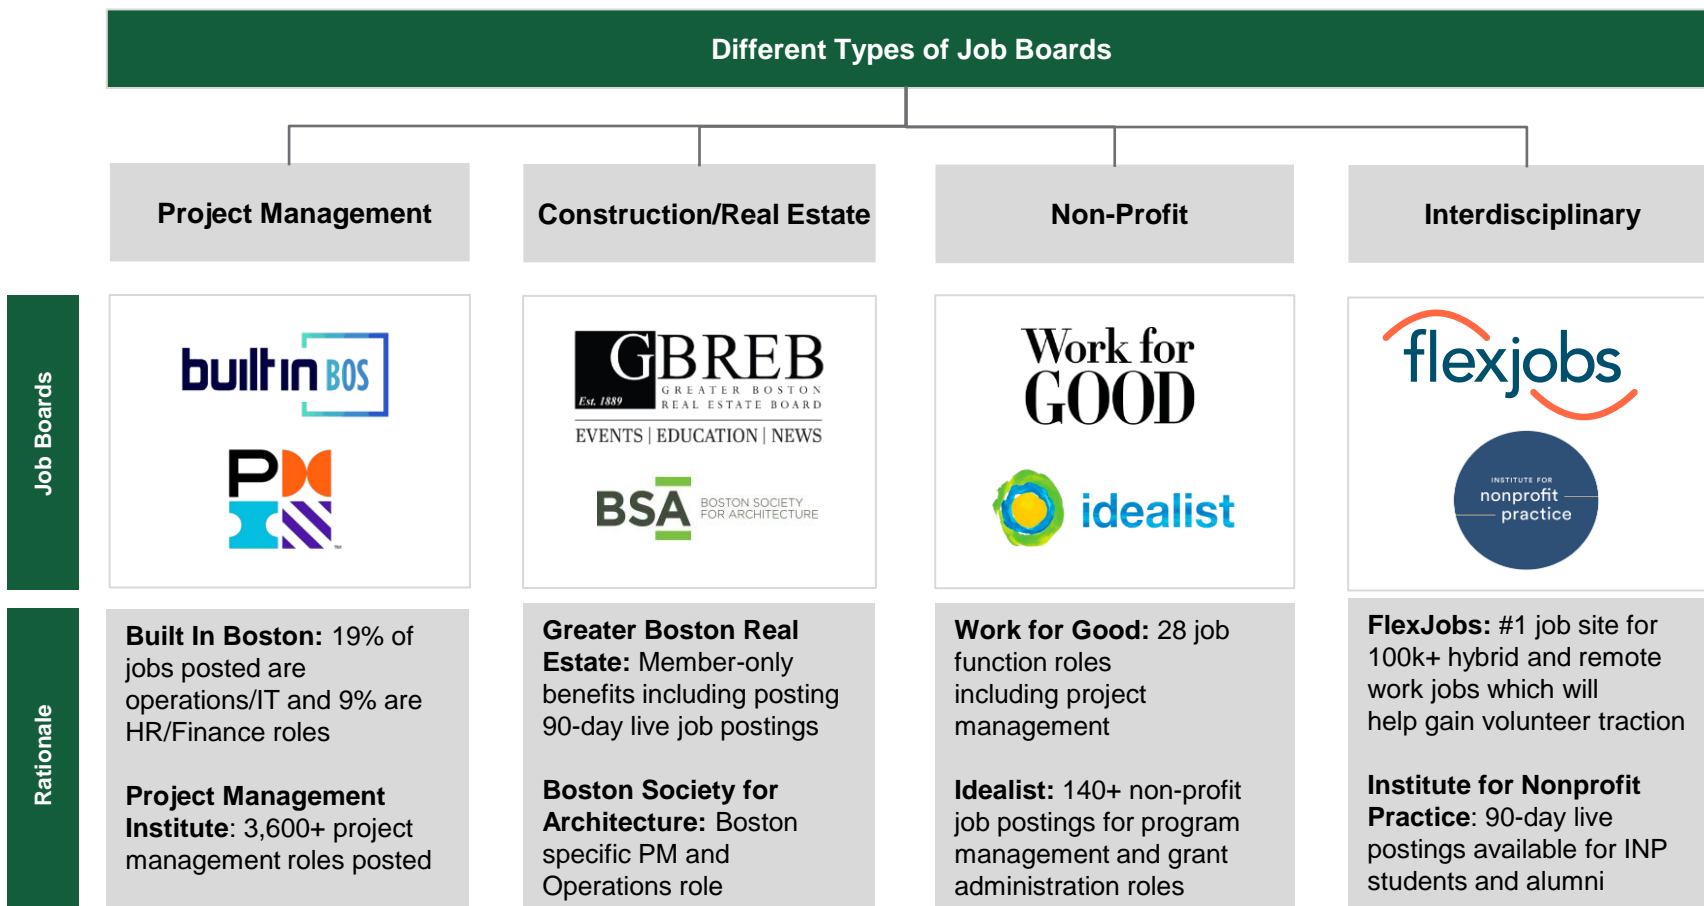 Different Types of Job Boards
Project Management
Construction/Real Estate
Non-Profit
Interdisciplinary
Job Boards
builtin BOS
PM
™
GBREB
Est. 1889
GREATER BOSTON
REAL ESTATE BOARD
EVENTS | EDUCATION | NEWS
BSA
BOSTON SOCIETY
FOR ARCHITECTURE
Work for
GOOD
idealist
flexjobs
INSTITUTE FOR
nonprofit
practice
Rationale
Built In Boston: 19% of
jobs posted are
operations/IT and 9% are
HR/Finance roles
Project Management
Institute: 3,600+ project
management roles posted
Greater Boston Real
Estate: Member-only
benefits including posting
90-day live job postings
Boston Society for
Architecture: Boston
specific PM and
Operations role
Work for Good: 28 job
function roles
including project
management
Idealist: 140+ non-profit
job postings for program
management and grant
administration roles
FlexJobs: #1 job site for
100k+ hybrid and remote
work jobs which will
help gain volunteer traction
Institute for Nonprofit
Practice: 90-day live
postings available for INP
students and alumni